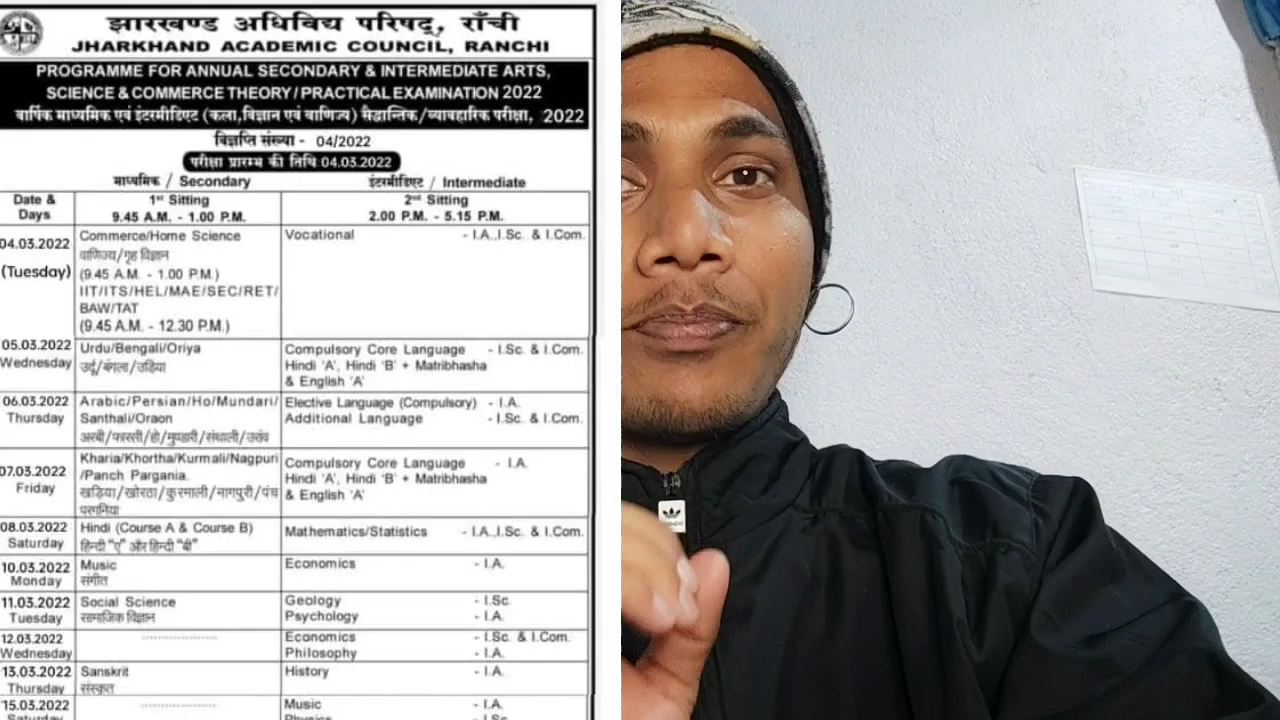 झारखण्ड अधिविद्य परिषद्, राँची
JHARKHAND ACADEMIC COUNCIL, RANCHI
PROGRAMME FOR ANNUAL SECONDARY & INTERMEDIATE ARTS,
SCIENCE & COMMERCE THEORY / PRACTICAL EXAMINATION 2022
वार्षिक माध्यमिक एवं इंटरमीडिएट (कला,विज्ञान एवं वाणिज्य) सैद्धान्तिक/व्यावहारिक परीक्षा, 2022
विज्ञप्ति संख्या - 04/2022
परीक्षा प्रारम्भ की तिथि 04.03.2022
माध्यमिक / Secondary इंटरमीडिएट / Intermediate
Date & Days
1st Sitting
9.45 A.M. - 1.00 P.M.
2nd Sitting
2.00 P.M. - 5.15 P.M.
04.03.2022
(Tuesday)
Commerce/Home Science
वाणिज्य/गृह विज्ञान
(9.45 A.M. - 1.00 P.M.)
IIT/ITS/HEL/MAE/SEC/RET/
BAW/TAT
(9.45 A.M. - 12.30 P.M.)
Vocational - I.A.,I.Sc. & I.Com.
05.03.2022
Wednesday
Urdu/Bengali/Oriya
उर्दू/बंगला/उडिया
Compulsory Core Language - I.Sc. & I.Com.
Hindi 'A', Hindi 'B' + Matribhasha
& English 'A'
06.03.2022
Thursday
Arabic/Persian/Ho/Mundari/
Santhali/Oraon
अरबी/फारसी/हो/मुण्डारी/संथाली/उरांव
Elective Language (Compulsory) - I.A.
Additional Language - I.Sc. & I.Com.
07.03.2022
Friday
Kharia/Khortha/Kurmali/Nagpuri
/Panch Pargania.
खड़िया/खोरठा/कुरमाली/नागपुरी/पंच
परगनिया
Compulsory Core Language - I.A.
Hindi 'A', Hindi 'B' + Matribhasha
& English 'A'
08.03.2022
Saturday
Hindi (Course A & Course B)
हिन्दी "ए" और हिन्दी "बी"
Mathematics/Statistics - I.A.,I.Sc. & I.Com.
10.03.2022
Monday
Music
संगीत
Economics - I.A.
11.03.2022
Tuesday
Social Science
सामाजिक विज्ञान
Geology - I.Sc.
Psychology - I.A.
12.03.2022
Wednesday
Economics - I.Sc. & I.Com.
Philosophy - I.A.
13.03.2022
Thursday
Sanskrit
संस्कृत
History - I.A.
15.03.2022
Saturday
Music - I.A.
Physics - I.Sc.